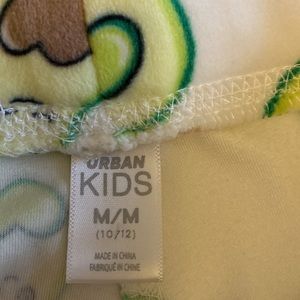 URBAN
KIDS
M/M
(10/12)
MADE IN CHINA
FABRIQUÉ EN CHINE